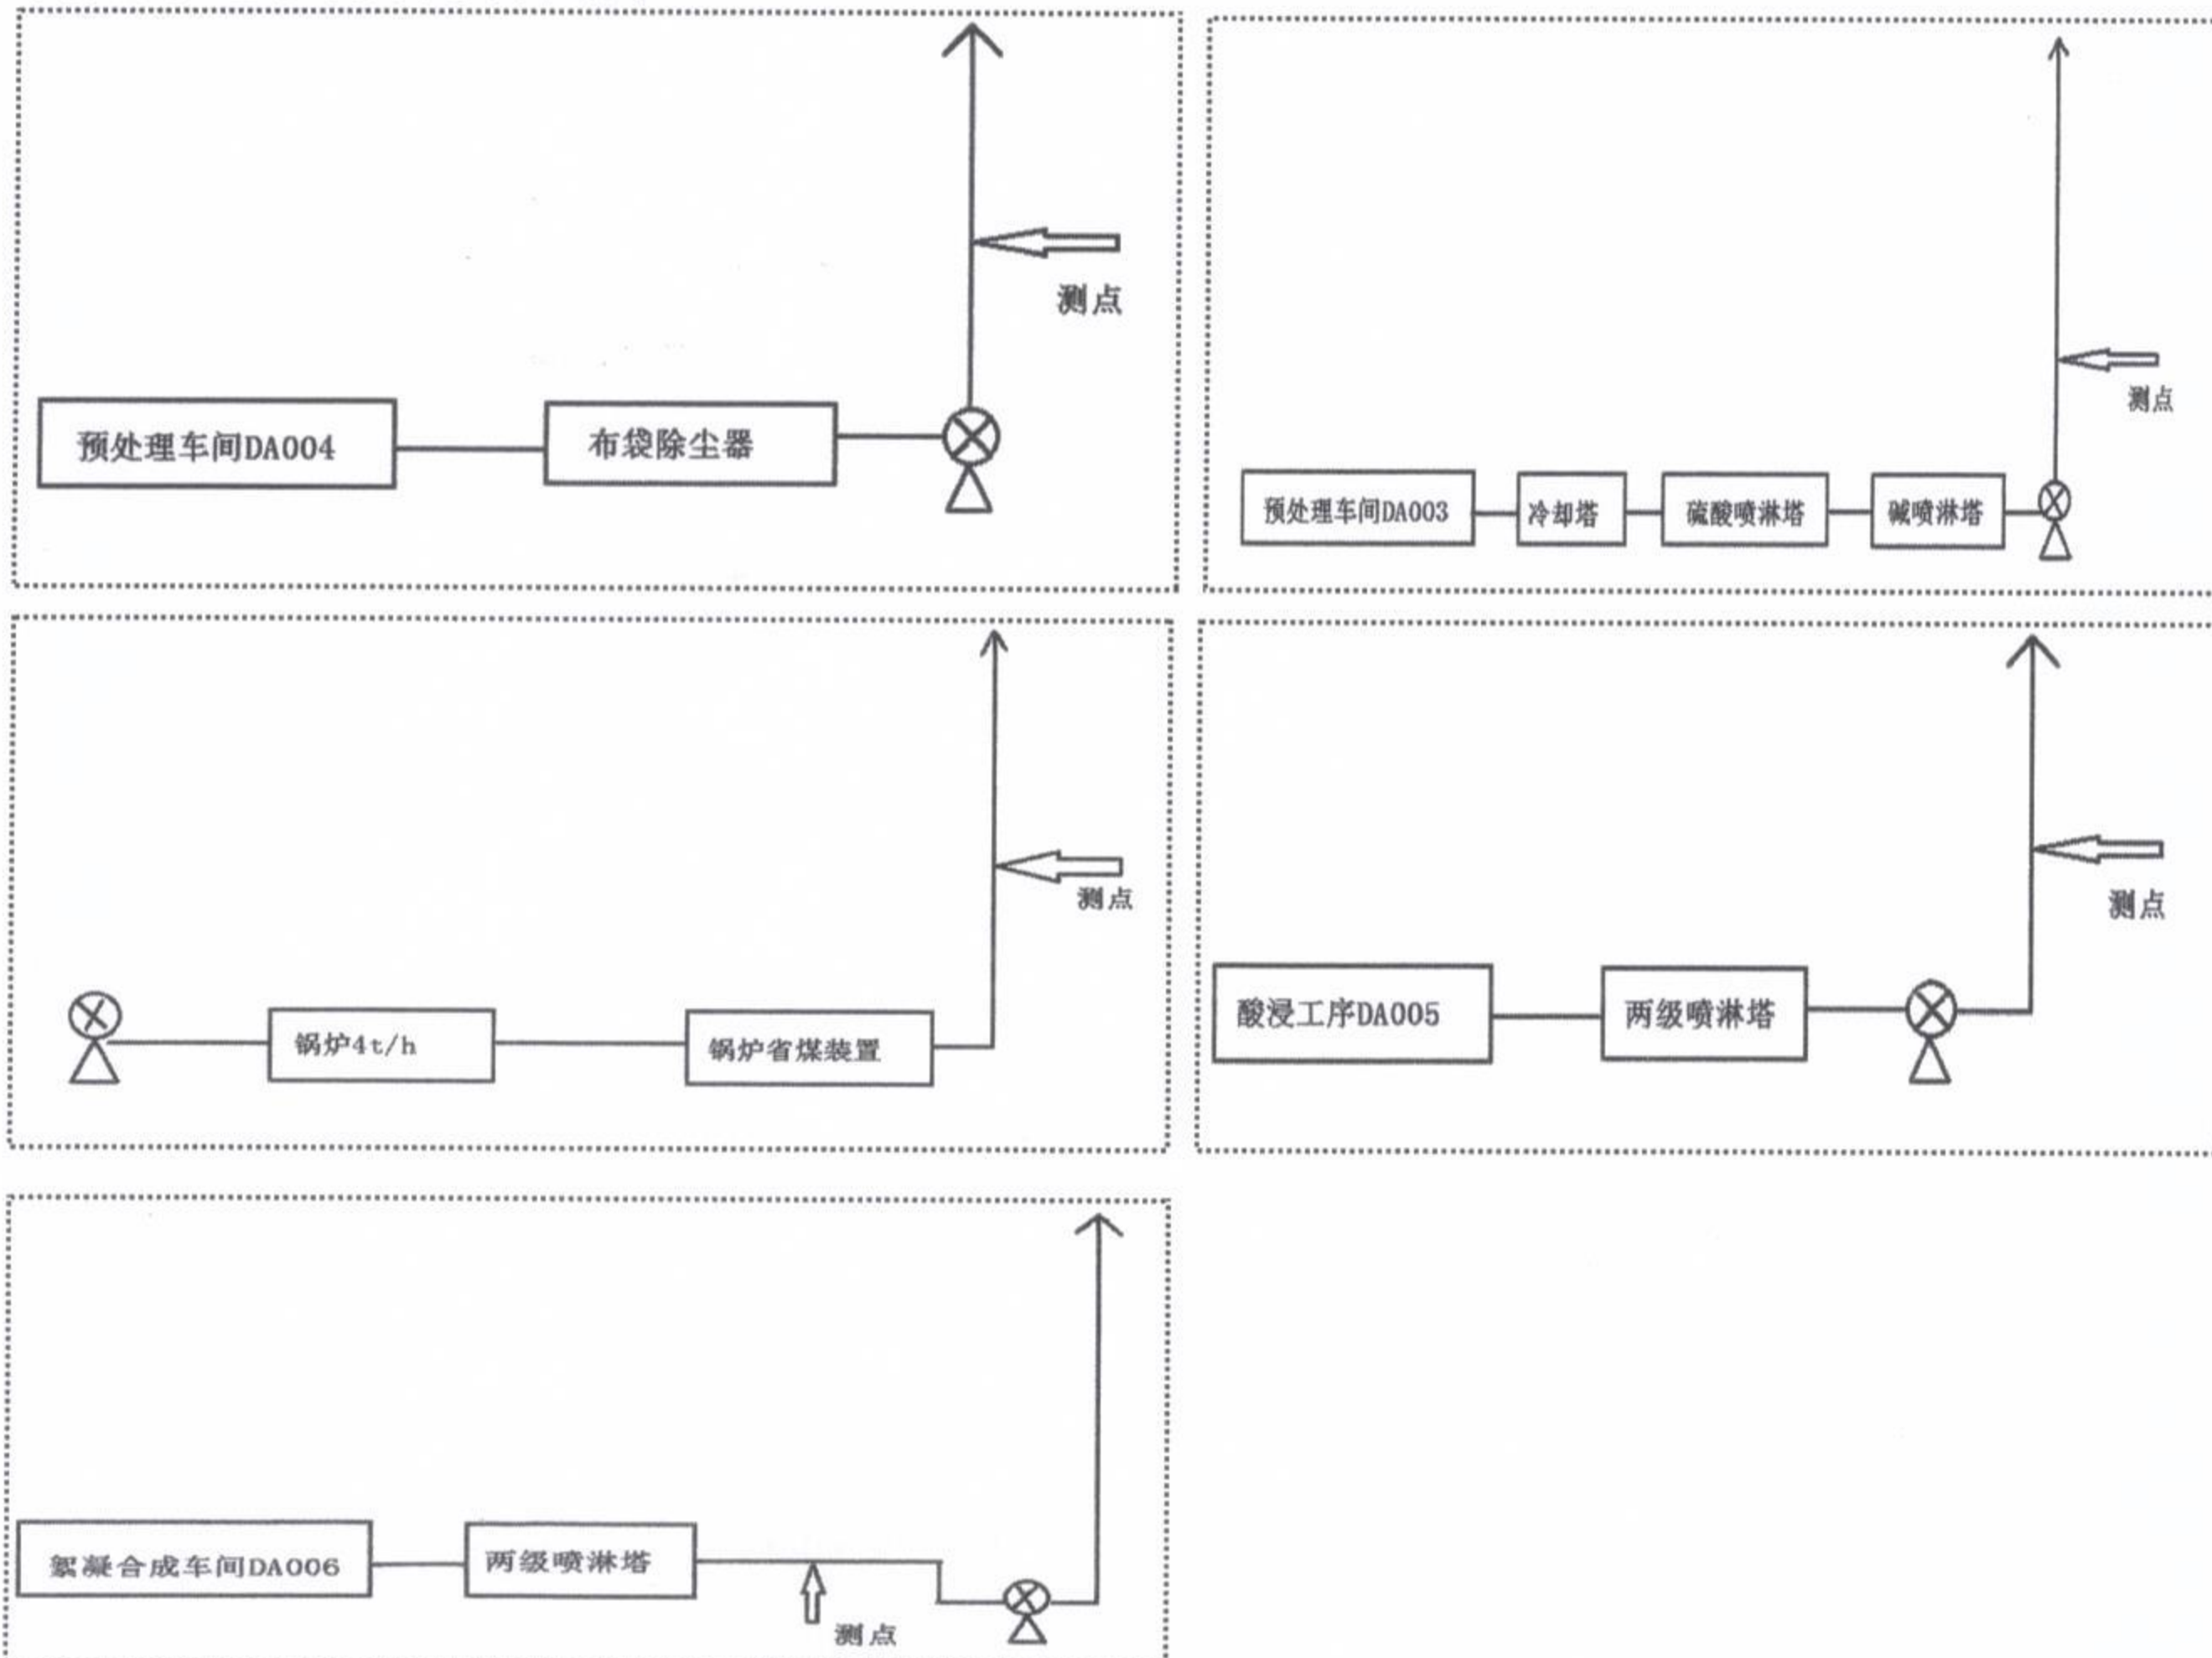 测点
预处理车间DA004
布袋除尘器
测点
预处理车间DA003
冷却塔
硫酸喷淋塔
碱喷淋塔
测点
锅炉4t/h
锅炉省煤装置
测点
酸浸工序DA005
两级喷淋塔
絮凝合成车间DA006
两级喷淋塔
测点